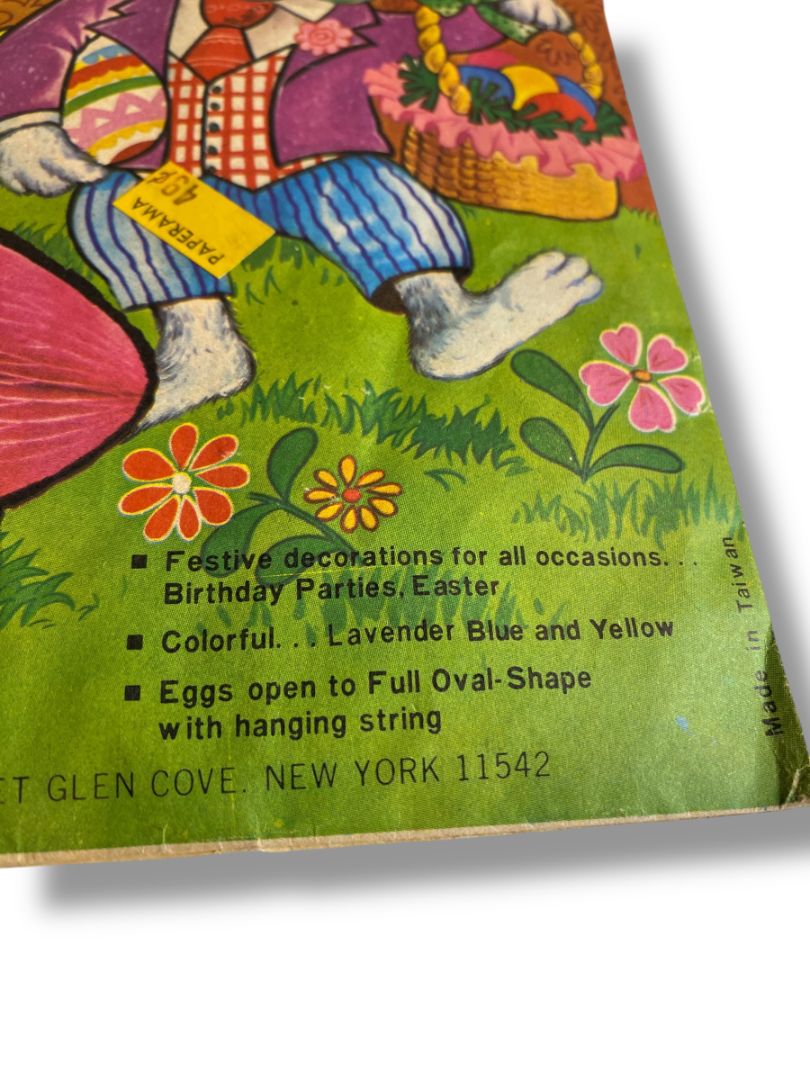 49¢
PAPERAMA
■ Festive decorations for all occasions. . .
Birthday Parties, Easter
■ Colorful. . . Lavender Blue and Yellow
■ Eggs open to Full Oval-Shape
with hanging string
ET GLEN COVE. NEW YORK 11542
Made in Taiwan